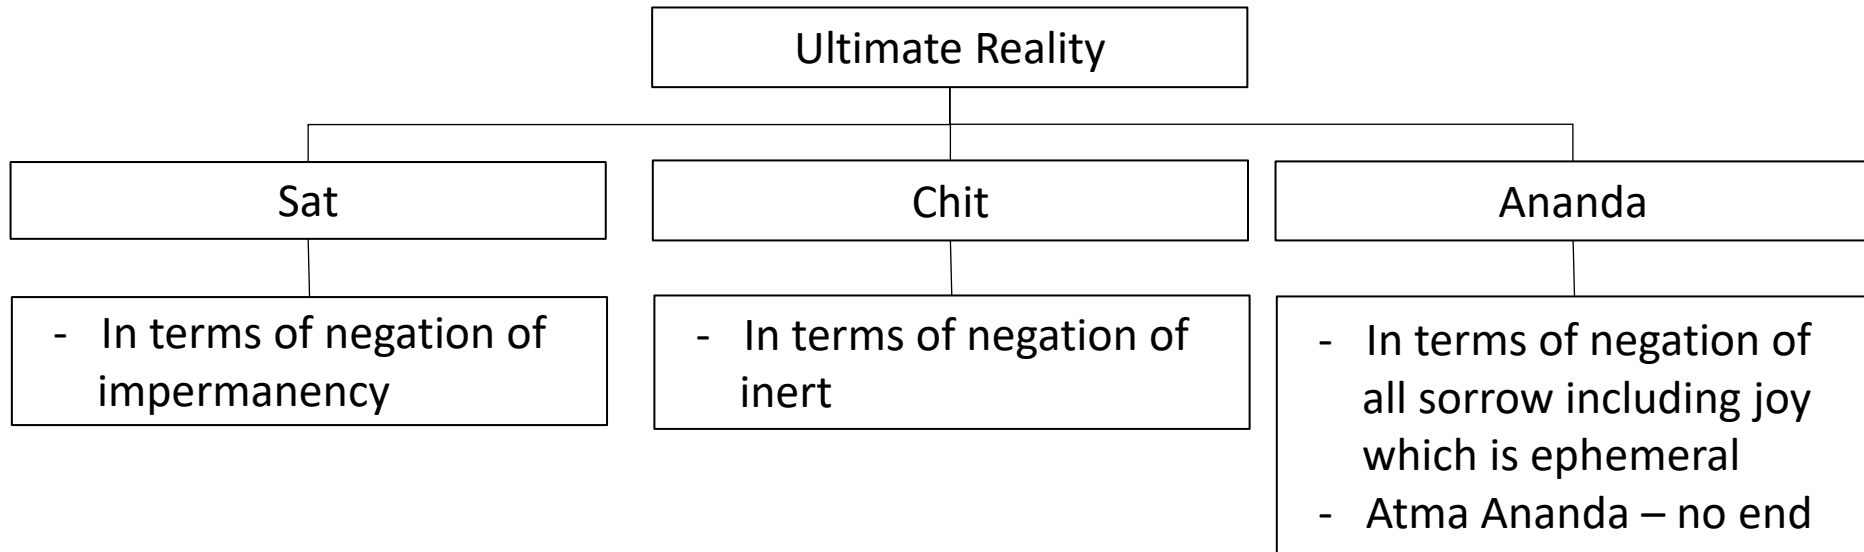 Ultimate Reality
Sat
Chit
Ananda
- In terms of negation of
impermanency
- In terms of negation of
inert
- In terms of negation of
all sorrow including joy
which is ephemeral
- Atma Ananda – no end